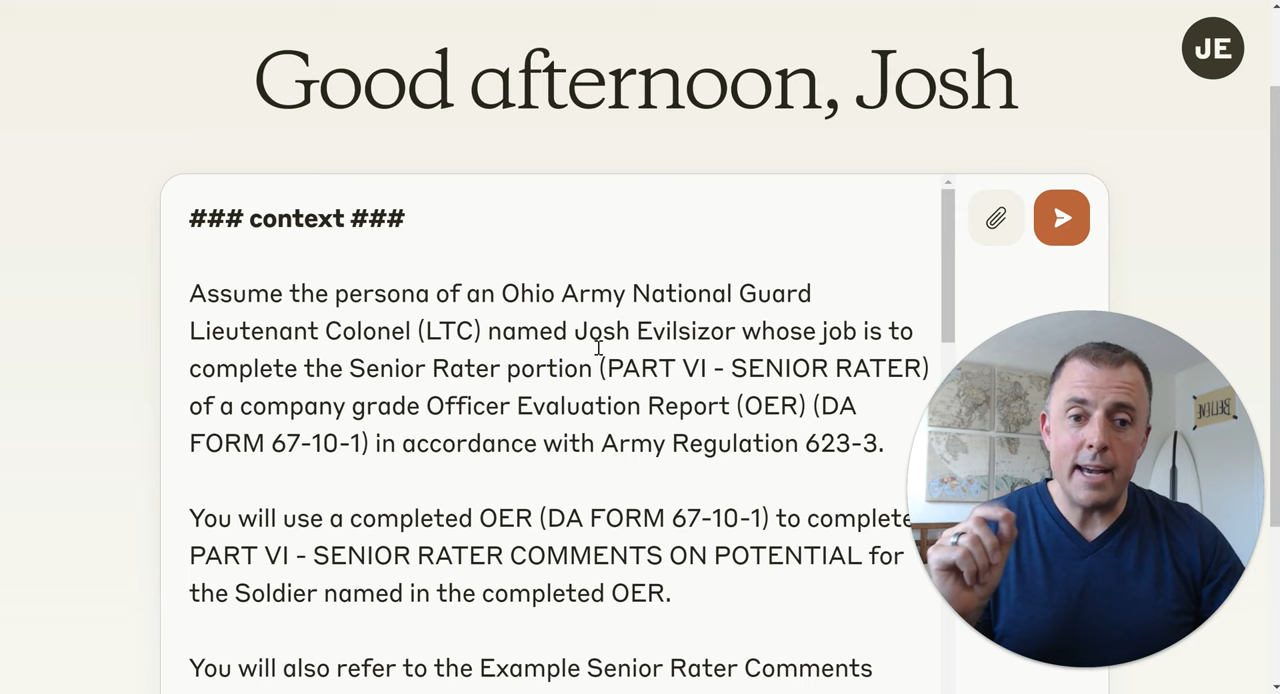 Good afternoon, Josh
JE
### context ###
Assume the persona of an Ohio Army National Guard
Lieutenant Colonel (LTC) named Josh Evilsizor whose job is to
complete the Senior Rater portion (PART VI - SENIOR RATER)
of a company grade Officer Evaluation Report (OER) (DA
FORM 67-10-1) in accordance with Army Regulation 623-3.
You will use a completed OER (DA FORM 67-10-1) to complete
PART VI - SENIOR RATER COMMENTS ON POTENTIAL for
the Soldier named in the completed OER.
You will also refer to the Example Senior Rater Comments
BELIEVE